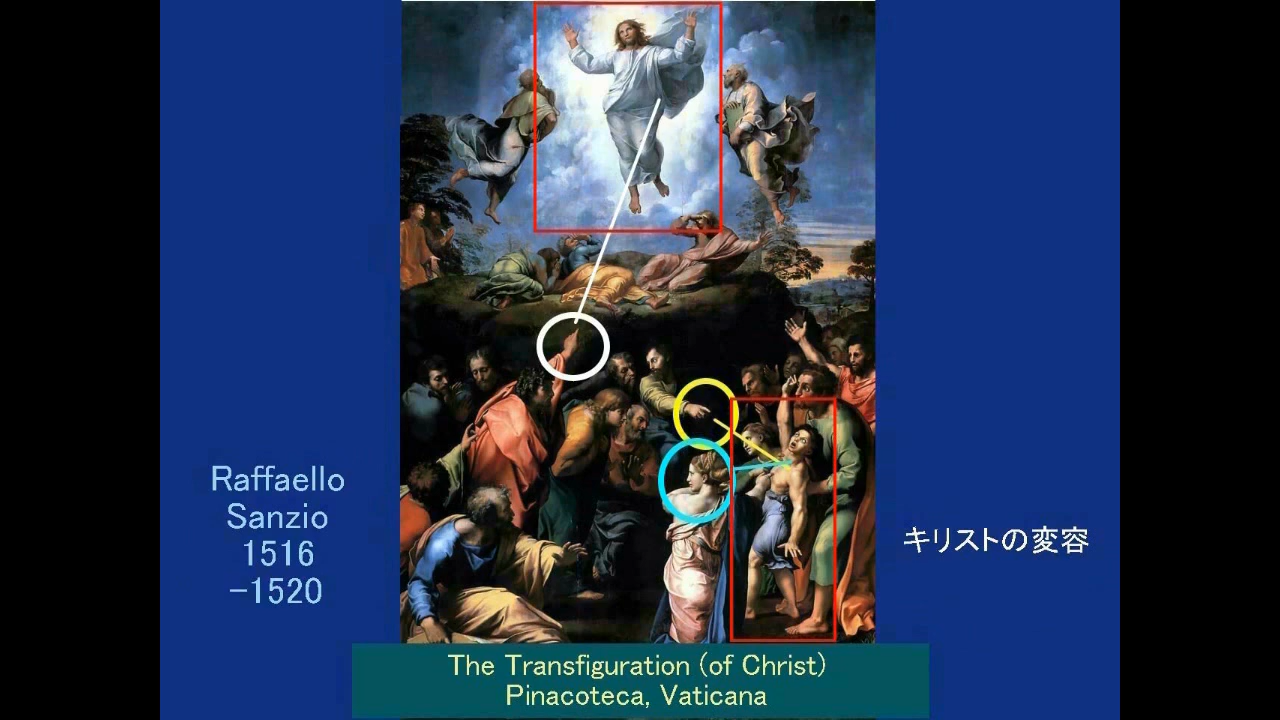 Raffaello
Sanzio
1516
-1520
キリストの変容
The Transfiguration (of Christ)
Pinacoteca, Vaticana